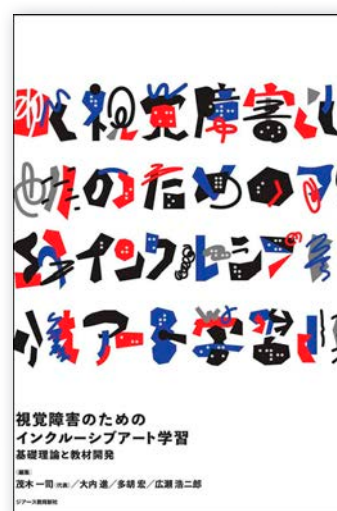 視覚障害
のための
インクルーシブ
アート学習
視覚障害のための
インクルーシブアート学習
基礎理論と教材開発
[編集]
茂木 一司(代表)／大内 進／多胡 宏／広瀬 浩二郎
ジアース教育新社